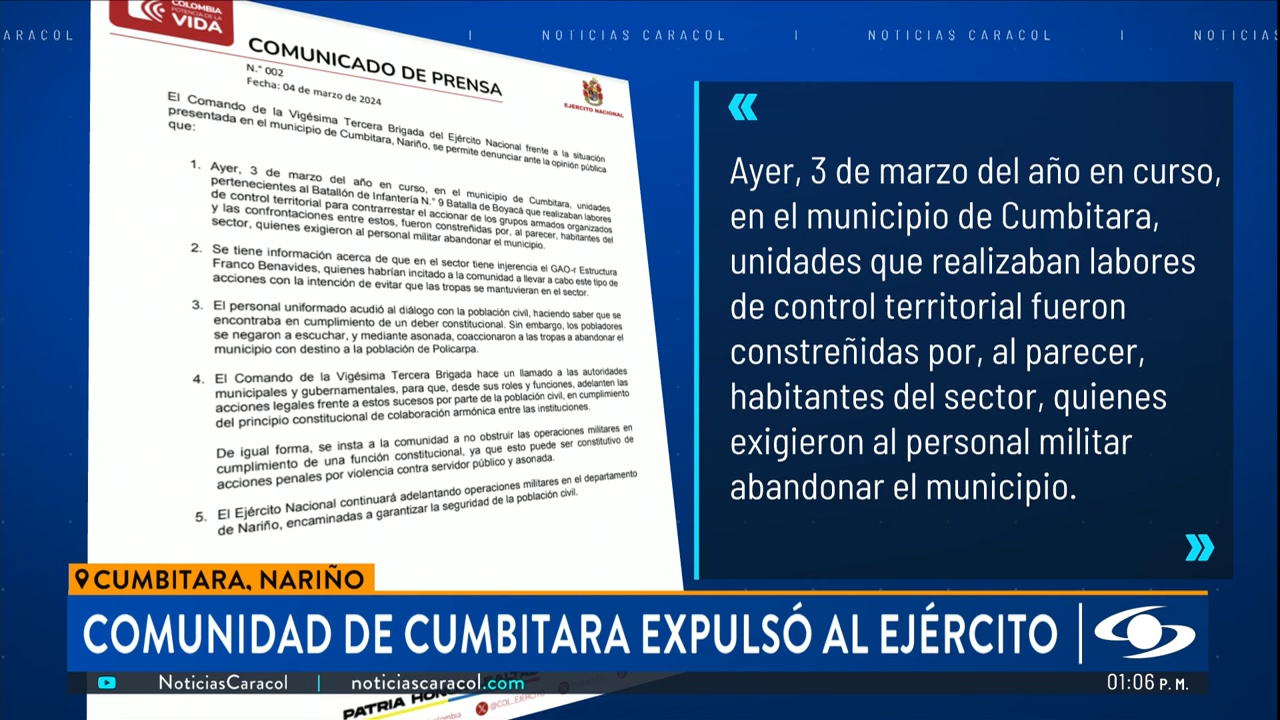 ARACOL
NOTICIAS CARACOL
NOTICIAS CARACOL
NOTICIAS
COLOMBIA
POTENCIA DE LA
VIDA
COMUNICADO DE PRENSA
N.° 002
Fecha: 04 de marzo de 2024
EJÉRCITO NACIONAL
El Comando de la Vigésima Tercera Brigada del Ejército Nacional frente a la situación
presentada en el municipio de Cumbitara, Nariño, se permite denunciar ante la opinión pública
que:
1. Ayer, 3 de marzo del año en curso, en el municipio de Cumbitara, unidades
pertenecientes al Batallón de Infantería N.° 9 Batalla de Boyacá que realizaban labores
de control territorial para contrarrestar el accionar de los grupos armados organizados
y las confrontaciones entre estos, fueron constreñidas por, al parecer, habitantes del
sector, quienes exigieron al personal militar abandonar el municipio.
2. Se tiene información acerca de que en el sector tiene injerencia el GAO-r Estructura
Franco Benavides, quienes habrían incitado a la comunidad a llevar a cabo este tipo de
acciones con la intención de evitar que las tropas se mantuvieran en el sector.
3. El personal uniformado acudió al diálogo con la población civil, haciendo saber que se
encontraba en cumplimiento de un deber constitucional. Sin embargo, los pobladores
se negaron a escuchar, y mediante asonada, coaccionaron a las tropas a abandonar el
municipio con destino a la población de Policarpa.
4. El Comando de la Vigésima Tercera Brigada hace un llamado a las autoridades
municipales y gubernamentales, para que, desde sus roles y funciones, adelanten las
acciones legales frente a estos sucesos por parte de la población civil, en cumplimiento
del principio constitucional de colaboración armónica entre las instituciones.
De igual forma, se insta a la comunidad a no obstruir las operaciones militares en
cumplimiento de una función constitucional, ya que esto puede ser constitutivo de
acciones penales por violencia contra servidor público y asonada.
5. El Ejército Nacional continuará adelantando operaciones militares en el departamento
de Nariño, encaminadas a garantizar la seguridad de la población civil.
Ayer, 3 de marzo del año en curso,
en el municipio de Cumbitara,
unidades que realizaban labores
de control territorial fueron
constreñidas por, al parecer,
habitantes del sector, quienes
exigieron al personal militar
abandonar el municipio.
CUMBITARA, NARIÑO
COMUNIDAD DE CUMBITARA EXPULSÓ AL EJÉRCITO
NoticiasCaracol | noticiascaracol.com
01:06 P. M.
PATRIA
@COL_EJERCITO